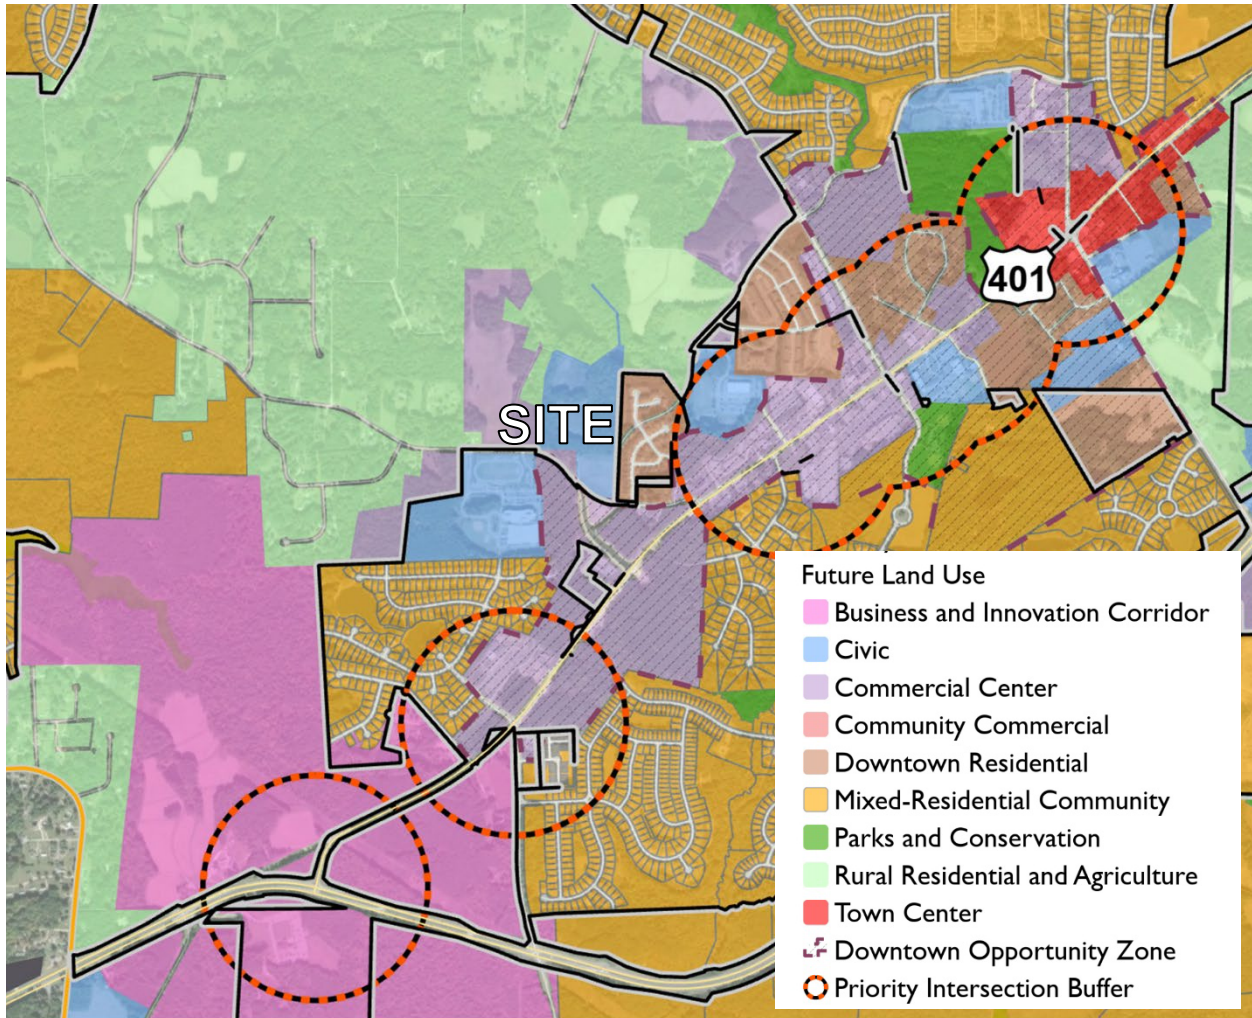 401
SITE
Future Land Use
Business and Innovation Corridor
Civic
Commercial Center
Community Commercial
Downtown Residential
Mixed-Residential Community
Parks and Conservation
Rural Residential and Agriculture
Town Center
Downtown Opportunity Zone
Priority Intersection Buffer